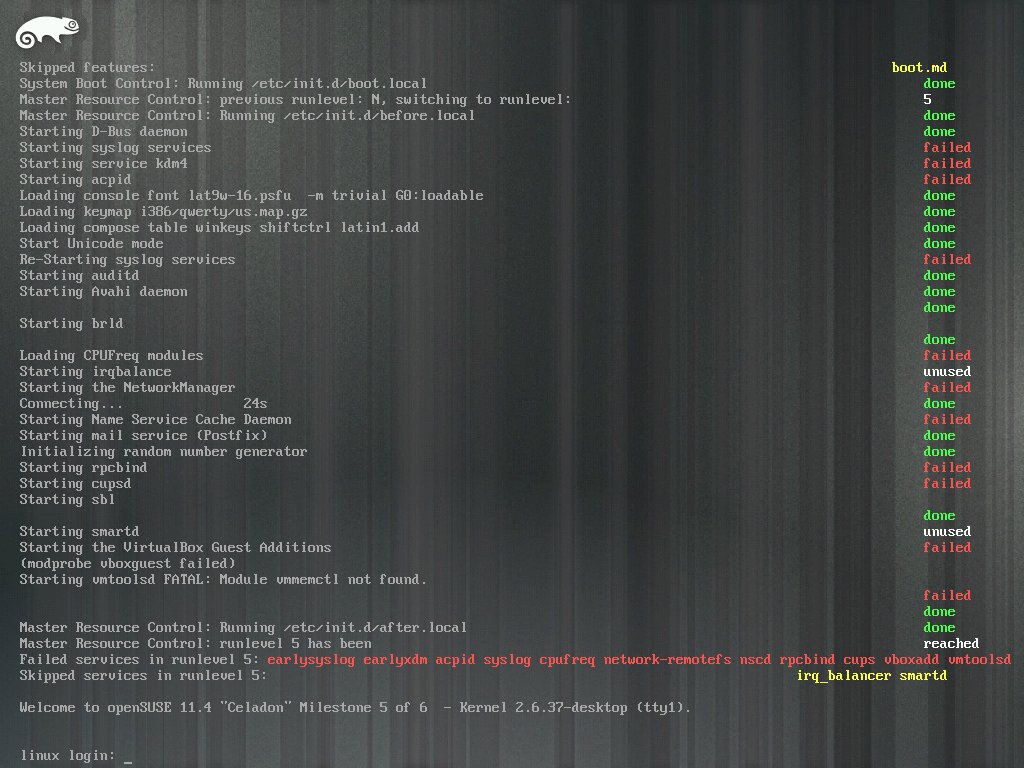 Skipped features: boot.md
System Boot Control: Running /etc/init.d/boot.local done
Master Resource Control: previous runlevel: N, switching to runlevel: 5
Master Resource Control: Running /etc/init.d/before.local done
Starting D-Bus daemon done
Starting syslog services failed
Starting service kdm4 failed
Starting acpid failed
Loading console font lat9w-16.psfu  -m trivial G0:loadable done
Loading keymap i386/qwerty/us.map.gz done
Loading compose table winkeys shiftctrl latin1.add done
Start Unicode mode done
Re-Starting syslog services failed
Starting auditd done
Starting Avahi daemon done
done
Starting brld
done
Loading CPUFreq modules failed
Starting irqbalance unused
Starting the NetworkManager failed
Connecting... 24s done
Starting Name Service Cache Daemon failed
Starting mail service (Postfix) done
Initializing random number generator done
Starting rpcbind failed
Starting cupsd failed
Starting sbl
done
Starting smartd unused
Starting the VirtualBox Guest Additions failed
(modprobe vboxguest failed)
Starting vmtoolsd FATAL: Module vmmemctl not found.
failed
done
Master Resource Control: Running /etc/init.d/after.local done
Master Resource Control: runlevel 5 has been reached
Failed services in runlevel 5: earlysyslog earlyxdm acpid syslog cpufreq network-remotefs nscd rpcbind cups vboxadd vmtoolsd
Skipped services in runlevel 5: irq_balancer smartd
Welcome to openSUSE 11.4 "Celadon" Milestone 5 of 6  - Kernel 2.6.37-desktop (tty1).
linux login: _